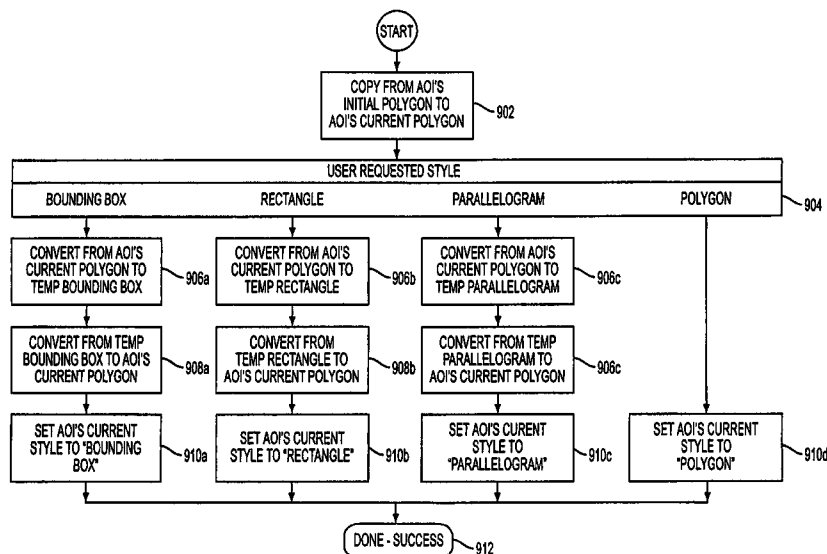 START
COPY FROM AOI'S
INITIAL POLYGON TO
AOI'S CURRENT POLYGON
902
USER REQUESTED STYLE
BOUNDING BOX
RECTANGLE
PARALLELOGRAM
POLYGON
904
CONVERT FROM AOI'S
CURRENT POLYGON TO
TEMP BOUNDING BOX
906a
CONVERT FROM AOI'S
CURRENT POLYGON TO
TEMP RECTANGLE
906b
CONVERT FROM AOI'S
CURRENT POLYGON TO
TEMP PARALLELOGRAM
906c
CONVERT FROM TEMP
BOUNDING BOX TO AOI'S
CURRENT POLYGON
908a
CONVERT FROM
TEMP RECTANGLE TO
AOI'S CURRENT POLYGON
908b
CONVERT FROM TEMP
PARALLELOGRAM TO
AOI'S CURRENT POLYGON
906c
SET AOI'S CURRENT
STYLE TO "BOUNDING
BOX"
910a
SET AOI'S CURRENT
STYLE TO "RECTANGLE"
910b
SET AOI'S CURENT
STYLE TO
"PARALLELOGRAM"
910c
SET AOI'S CURRENT
STYLE TO
"POLYGON"
910d
DONE - SUCCESS
912